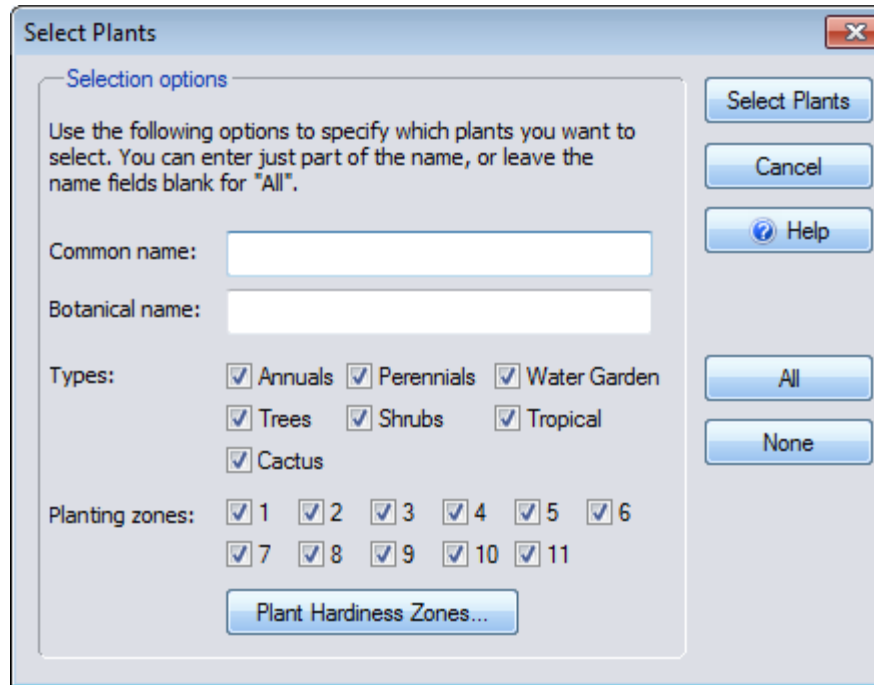 Select Plants
Selection options
Use the following options to specify which plants you want to
select. You can enter just part of the name, or leave the
name fields blank for "All".
Common name:
Botanical name:
Types:
Annuals Perennials Water Garden
Trees Shrubs Tropical
Cactus
Planting zones:
1 2 3 4 5 6
7 8 9 10 11
Plant Hardiness Zones...
Select Plants
Cancel
Help
All
None